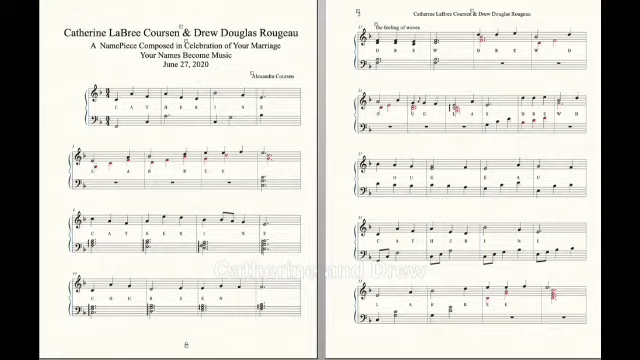 Catherine LaBree Coursen & Drew Douglas Rougeau
A NamePiece Composed in Celebration of Your Marriage
Your Names Become Music
June 27, 2020
Alexandra Coursen
C A T H E R I N E
L A B R E E
C A T H E R I N E
C O U R S E N
Catherine LaBree Coursen & Drew Douglas Rougeau
the feeling of waves
D R E W D R E W D
D R E W D
O U G E A U
C A T H E R I N E
L A B R E E
Catherine and Drew